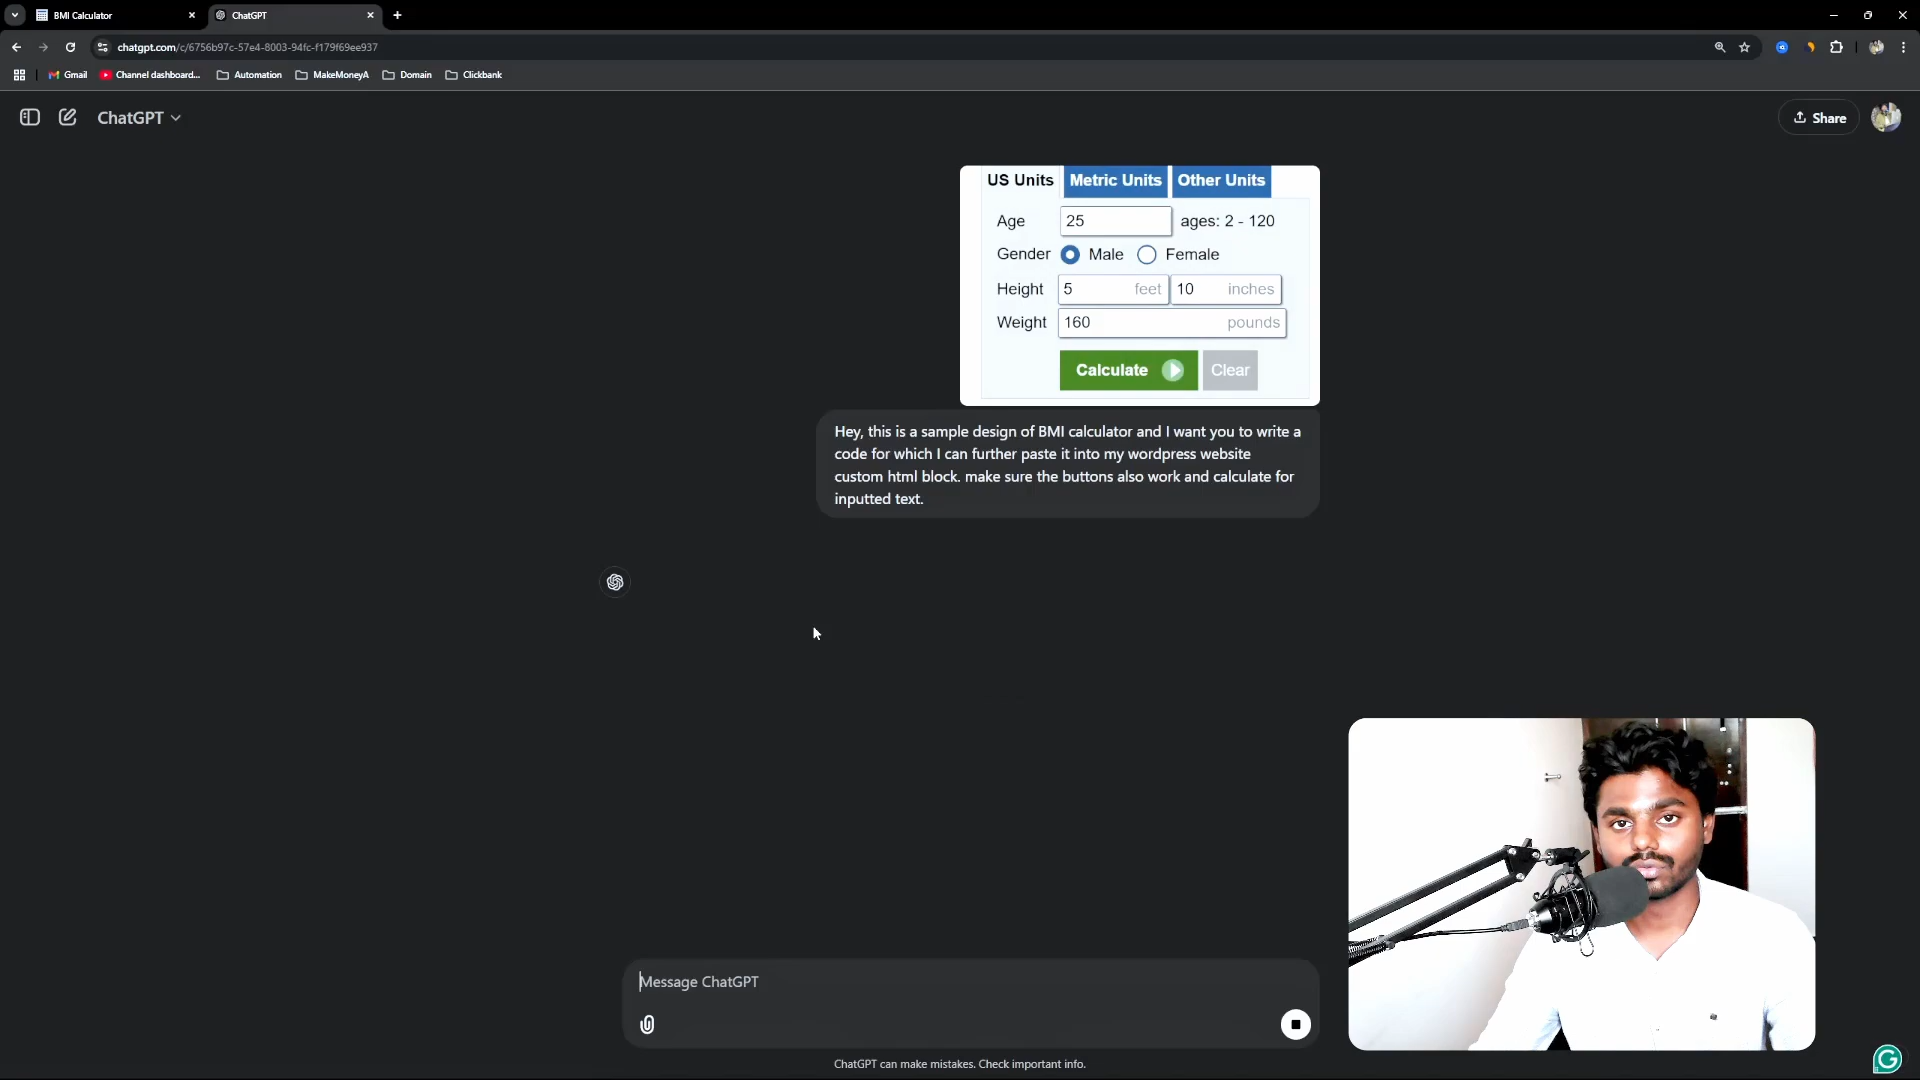 BMI Calculator
ChatGPT
chatgpt.com/c/6756b97c-57e4-8003-94fc-f179f69ee937
Gmail
Channel dashboard...
Automation
MakeMoneyA
Domain
Clickbank
ChatGPT
Share
US Units Metric Units Other Units
Age 25 ages: 2 - 120
Gender Male Female
Height 5 feet 10 inches
Weight 160 pounds
Calculate Clear
Hey, this is a sample design of BMI calculator and I want you to write a
code for which I can further paste it into my wordpress website
custom html block. make sure the buttons also work and calculate for
inputted text.
Message ChatGPT
ChatGPT can make mistakes. Check important info.